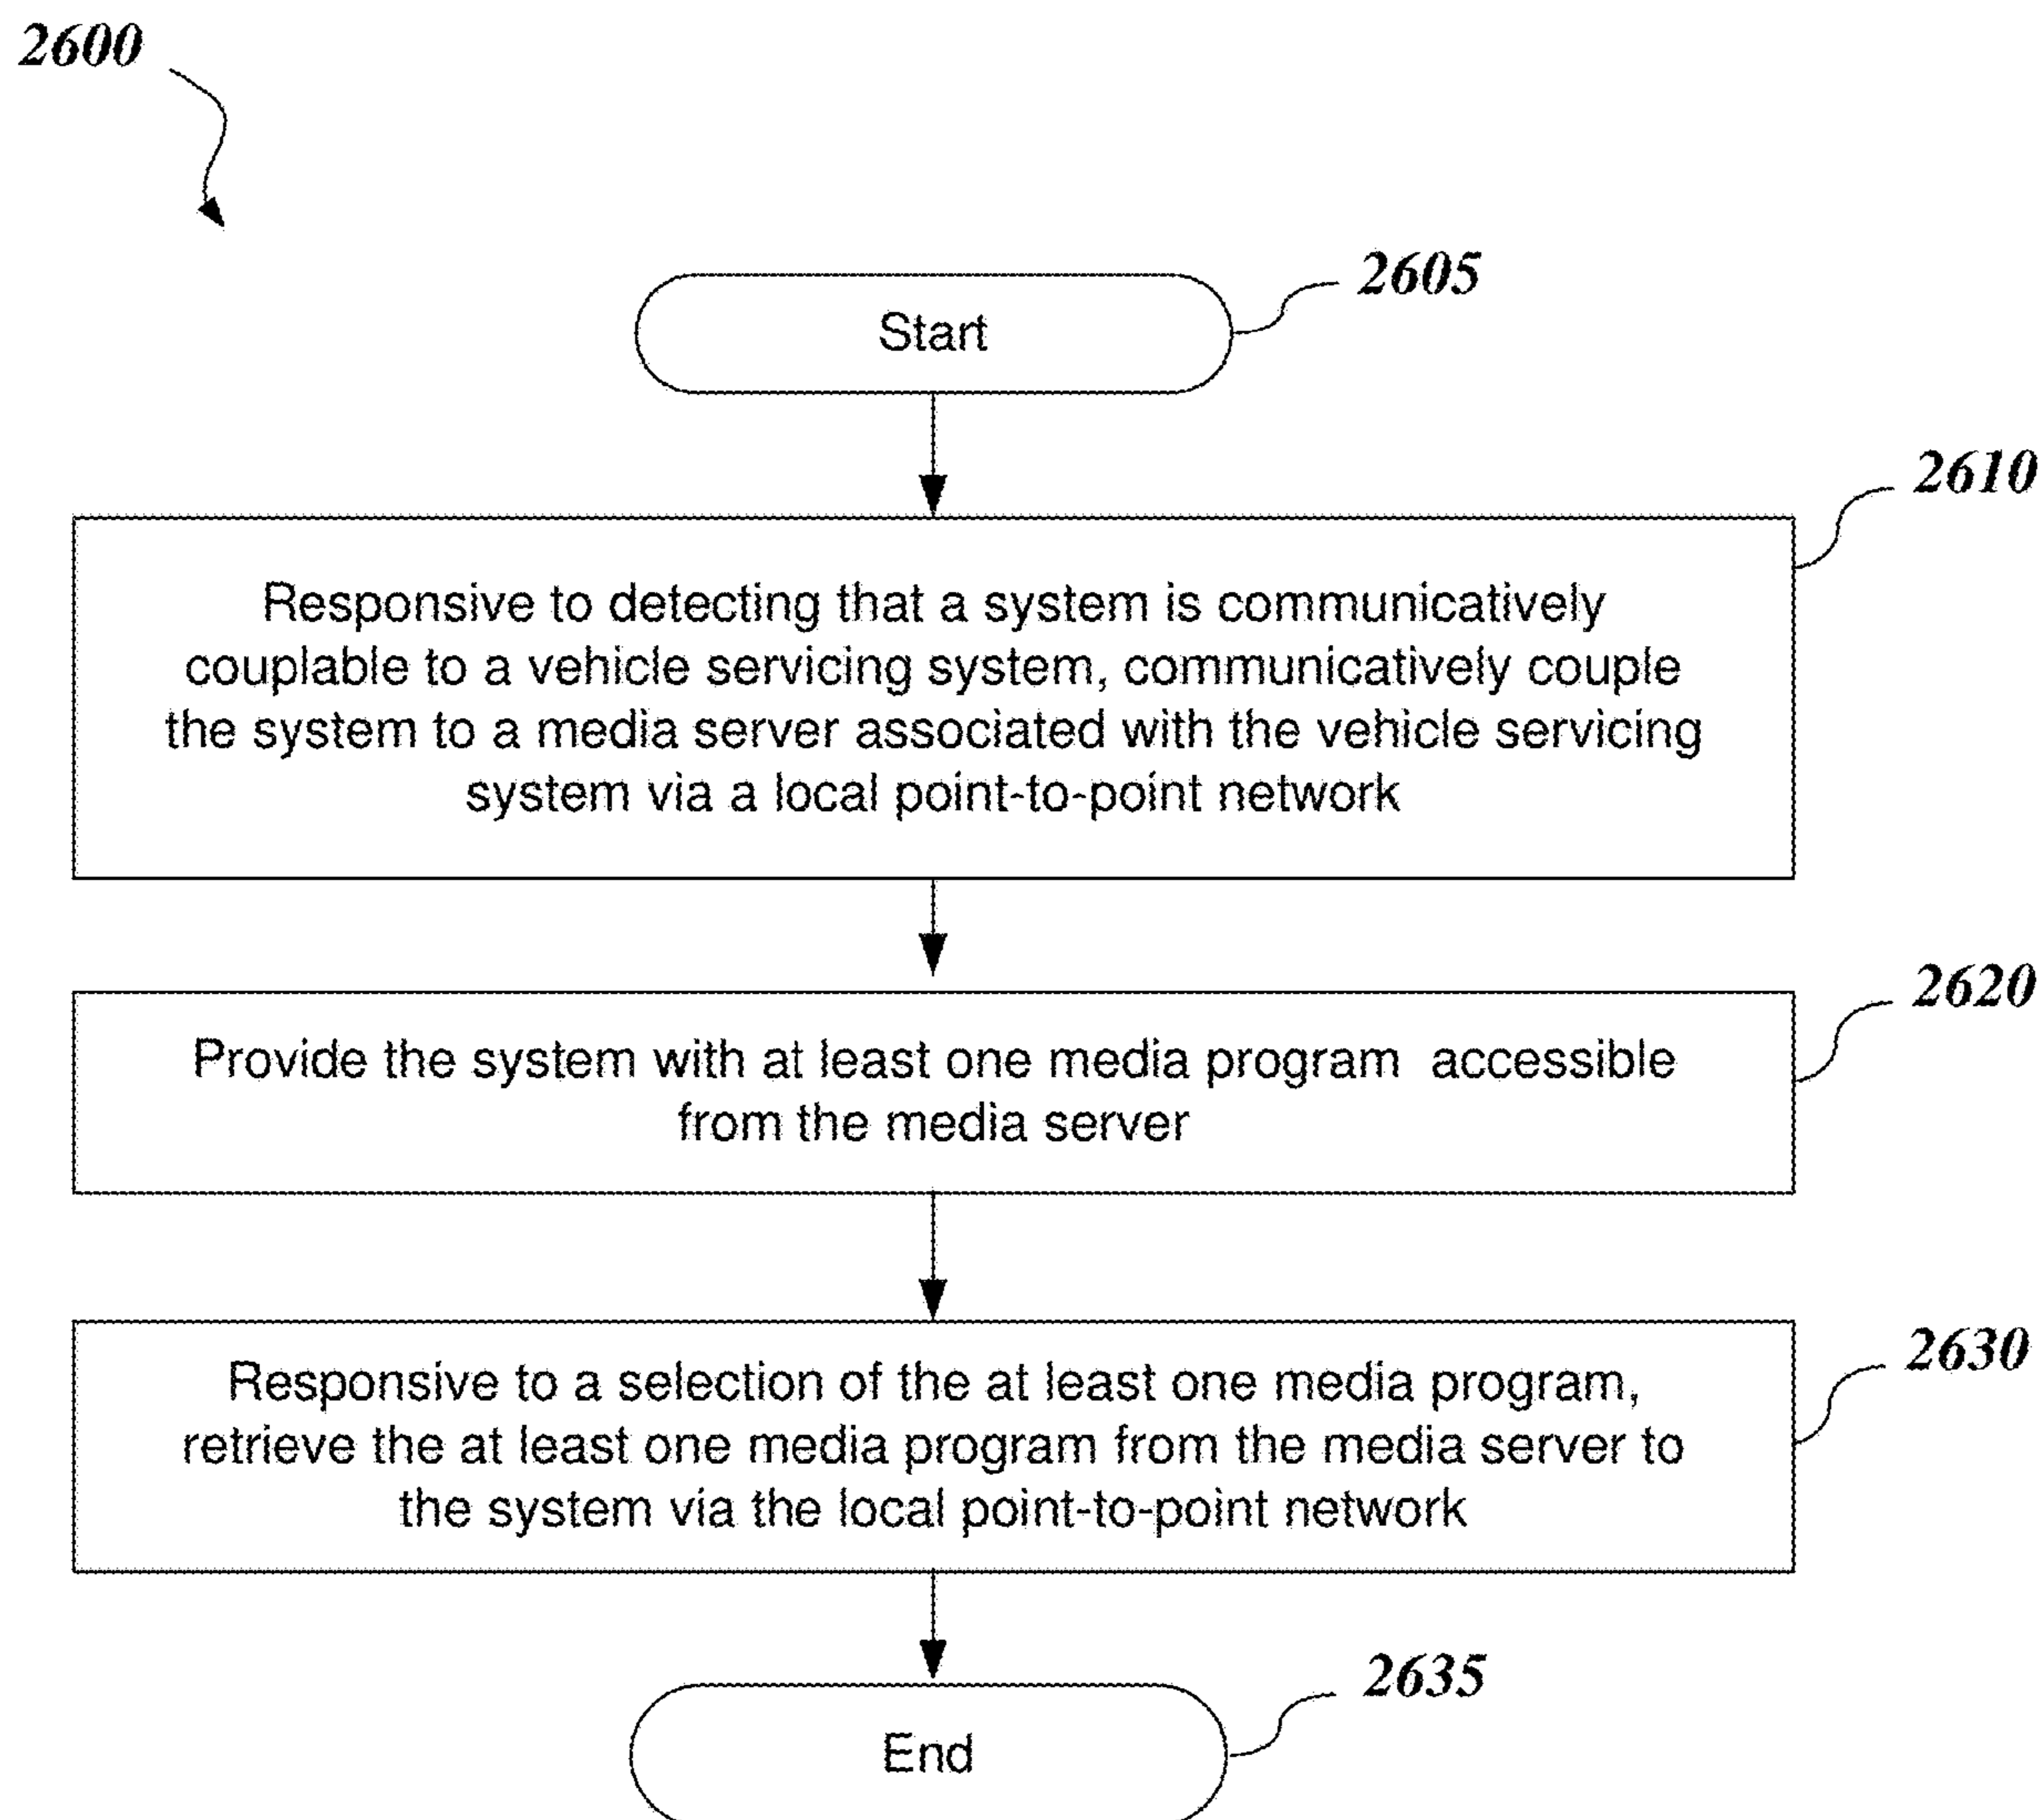 2600
Start
2605
2610
Responsive to detecting that a system is communicatively
couplable to a vehicle servicing system, communicatively couple
the system to a media server associated with the vehicle servicing
system via a local point-to-point network
2620
Provide the system with at least one media program accessible
from the media server
2630
Responsive to a selection of the at least one media program,
retrieve the at least one media program from the media server to
the system via the local point-to-point network
2635
End